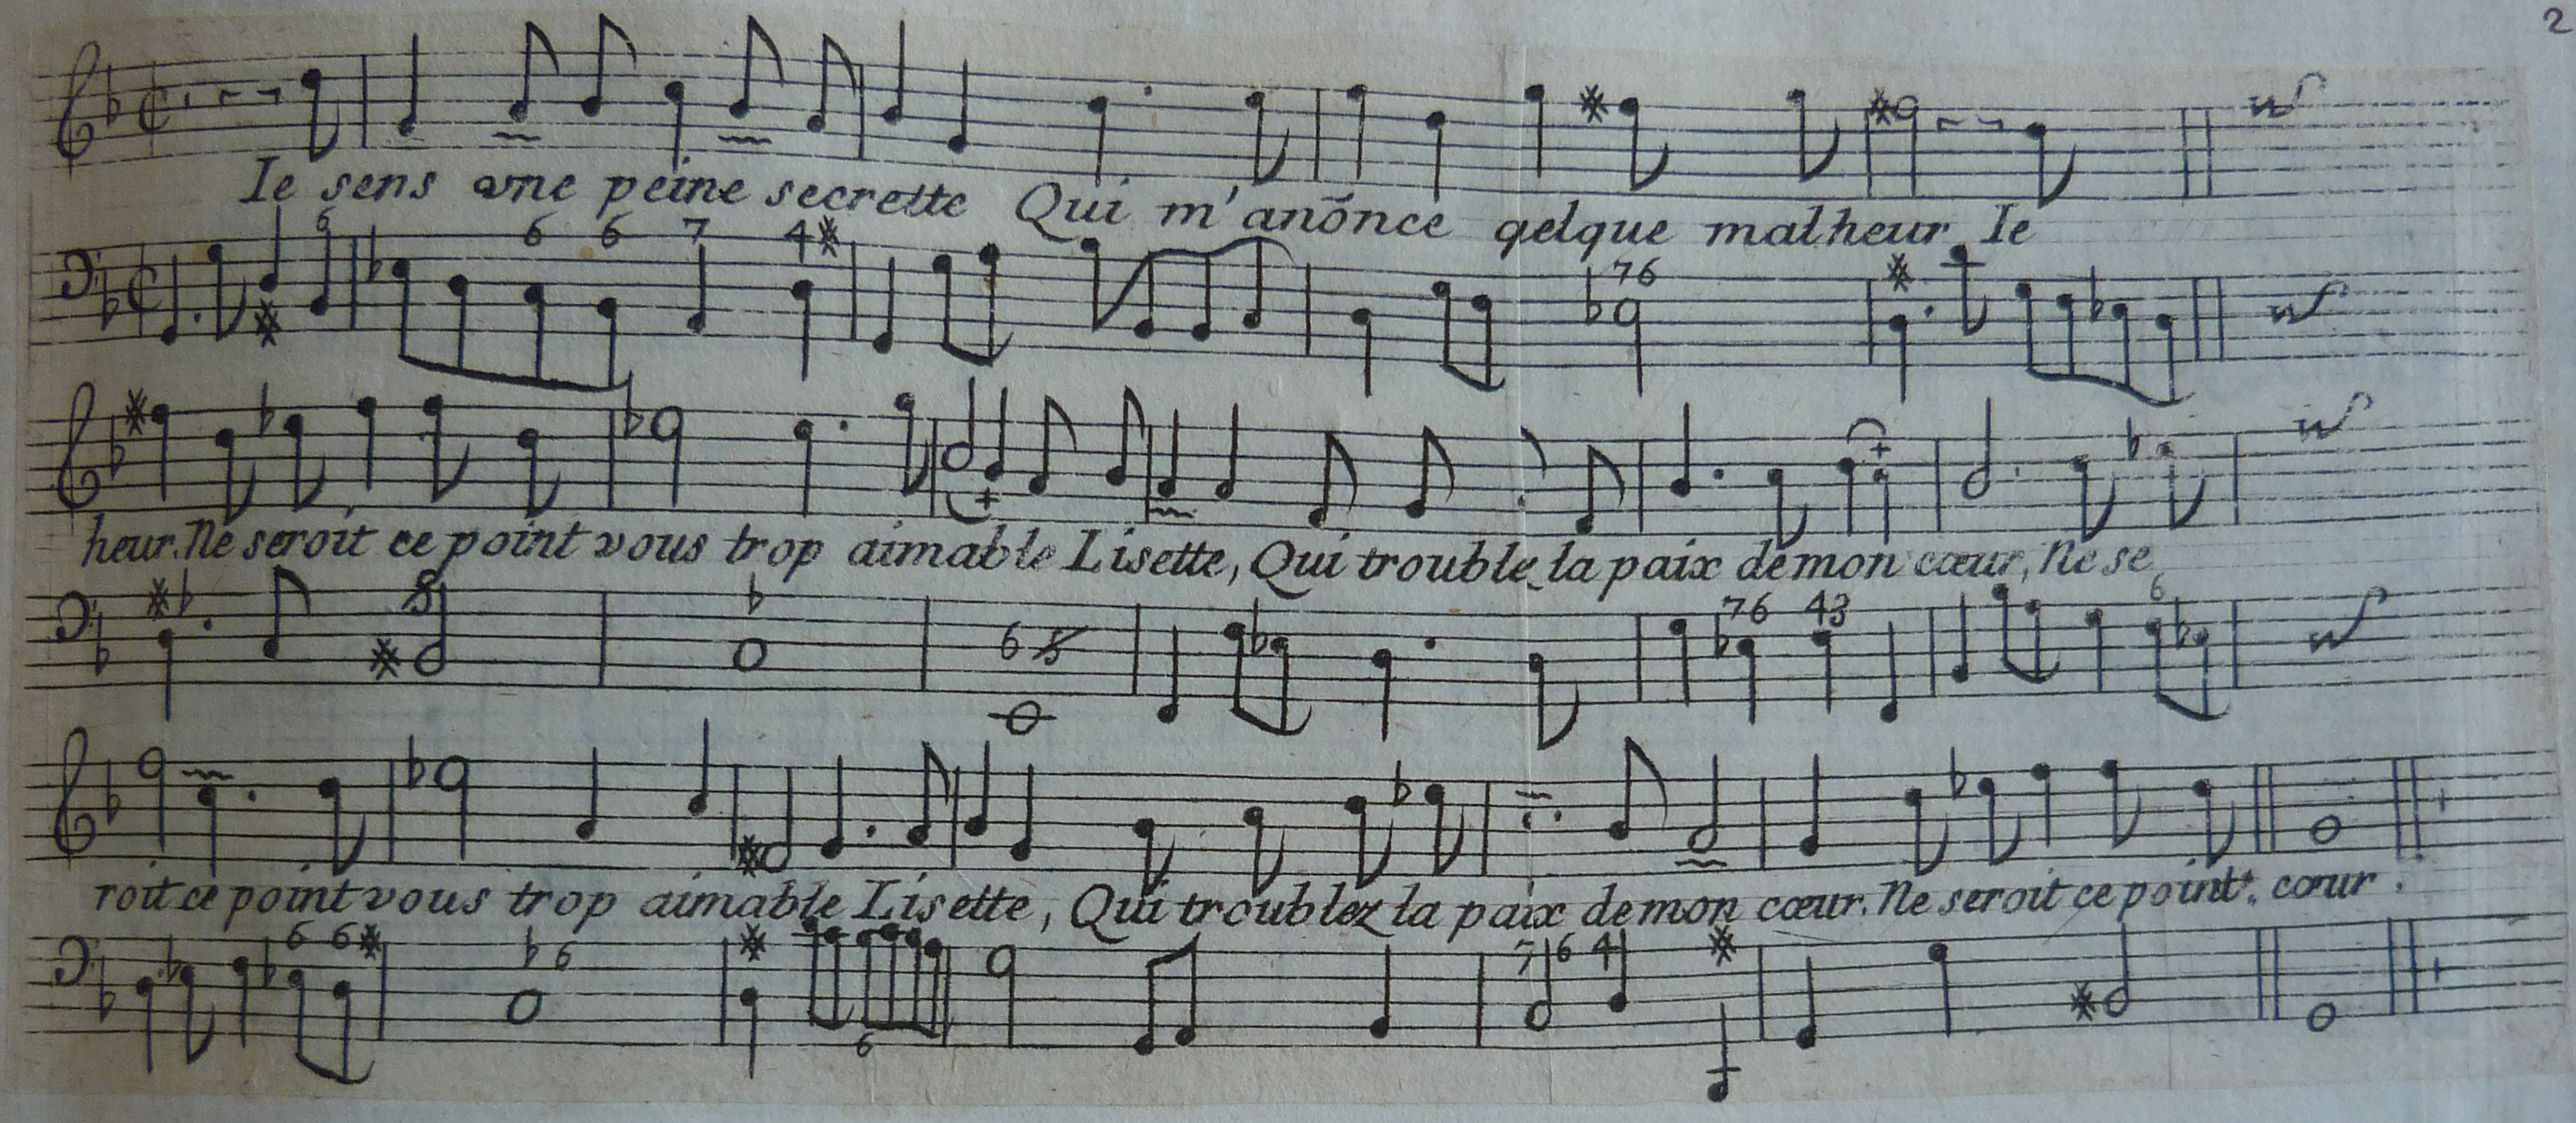 2
Ie sens vne peine secrette Qui m'anõnce qelque malheur Ie
6 6 6 7 4
76
heur. Ne seroit ce point vous trop aimable Lisette, Qui trouble la paix de mon cœur, Ne se
6 5 76 43 6
roit ce point vous trop aimable Lisette, Qui troublez la paix de mon cœur. Ne seroit ce point. cœur.
6 6 6 7 6 4
6